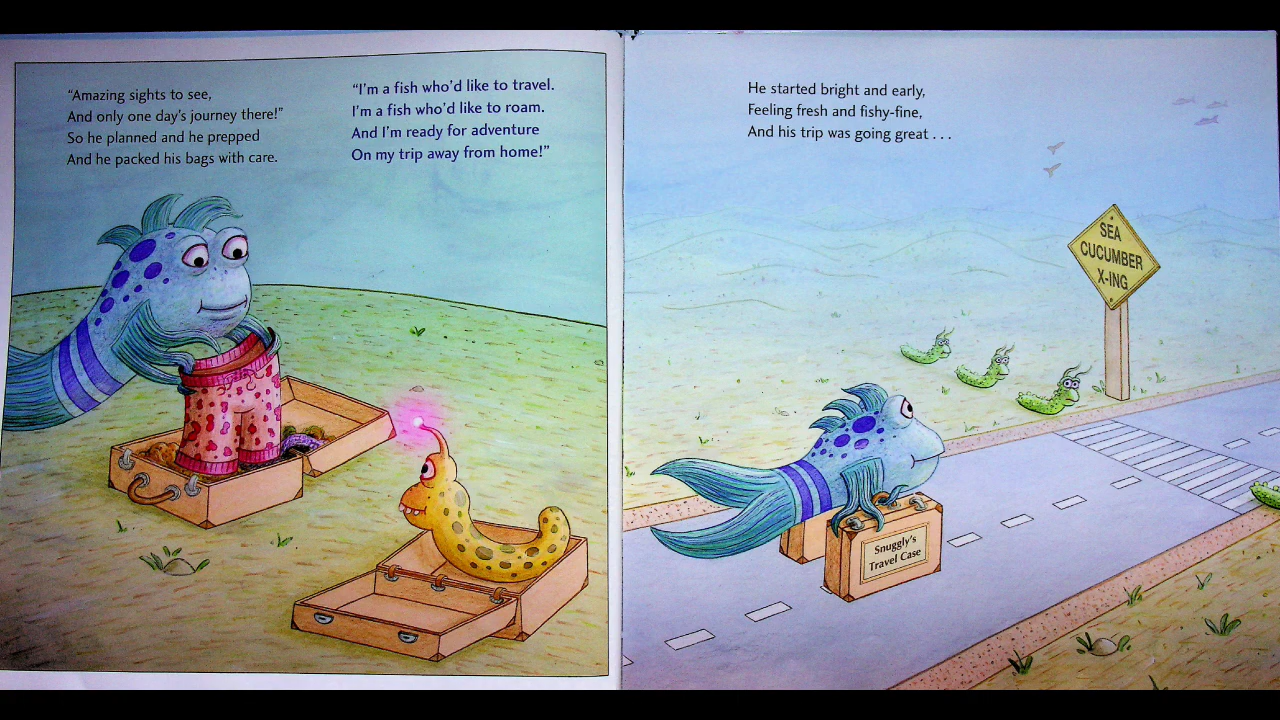 "Amazing sights to see,
And only one day's journey there!"
So he planned and he prepped
And he packed his bags with care.
"I'm a fish who'd like to travel.
I'm a fish who'd like to roam.
And I'm ready for adventure
On my trip away from home!"
He started bright and early,
Feeling fresh and fishy-fine,
And his trip was going great . . .
SEA
CUCUMBER
X-ING
Snuggly's
Travel Case